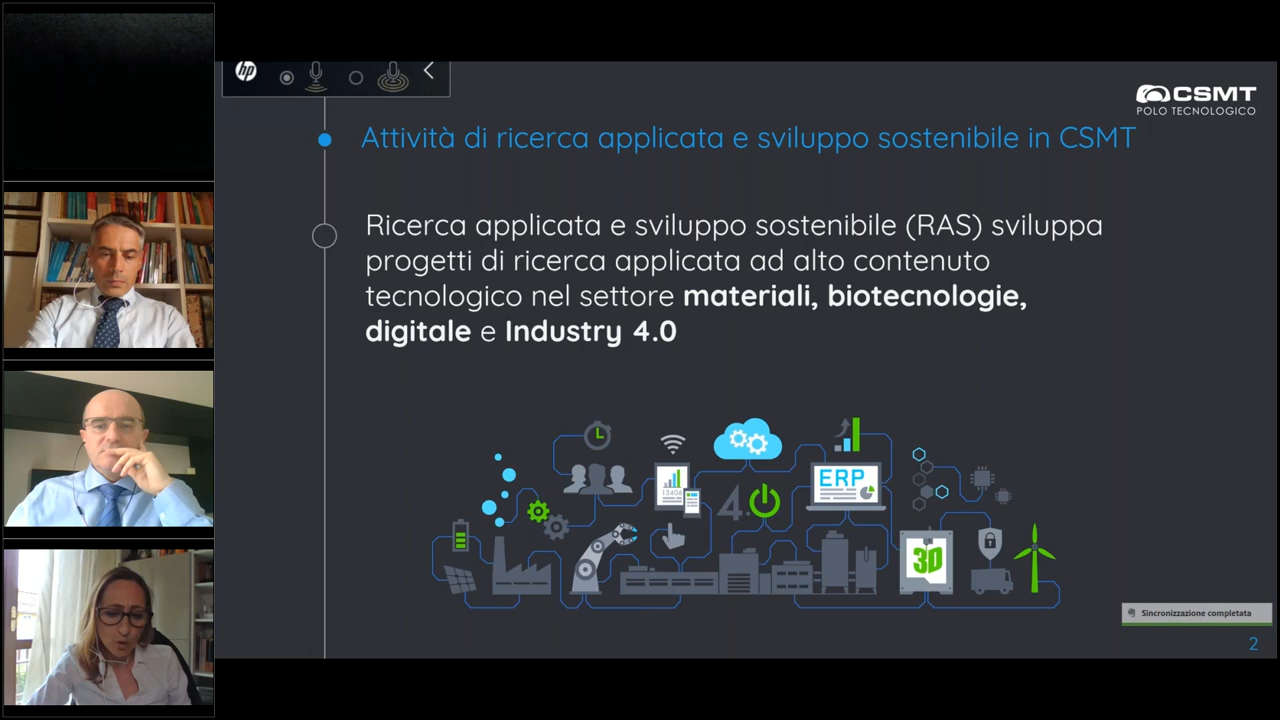 hp
CSMT
POLO TECNOLOGICO
Attività di ricerca applicata e sviluppo sostenibile in CSMT
Ricerca applicata e sviluppo sostenibile (RAS) sviluppa
progetti di ricerca applicata ad alto contenuto
tecnologico nel settore materiali, biotecnologie,
digitale e Industry 4.0
13406
4.
ERP
3D
Sincronizzazione completata
2